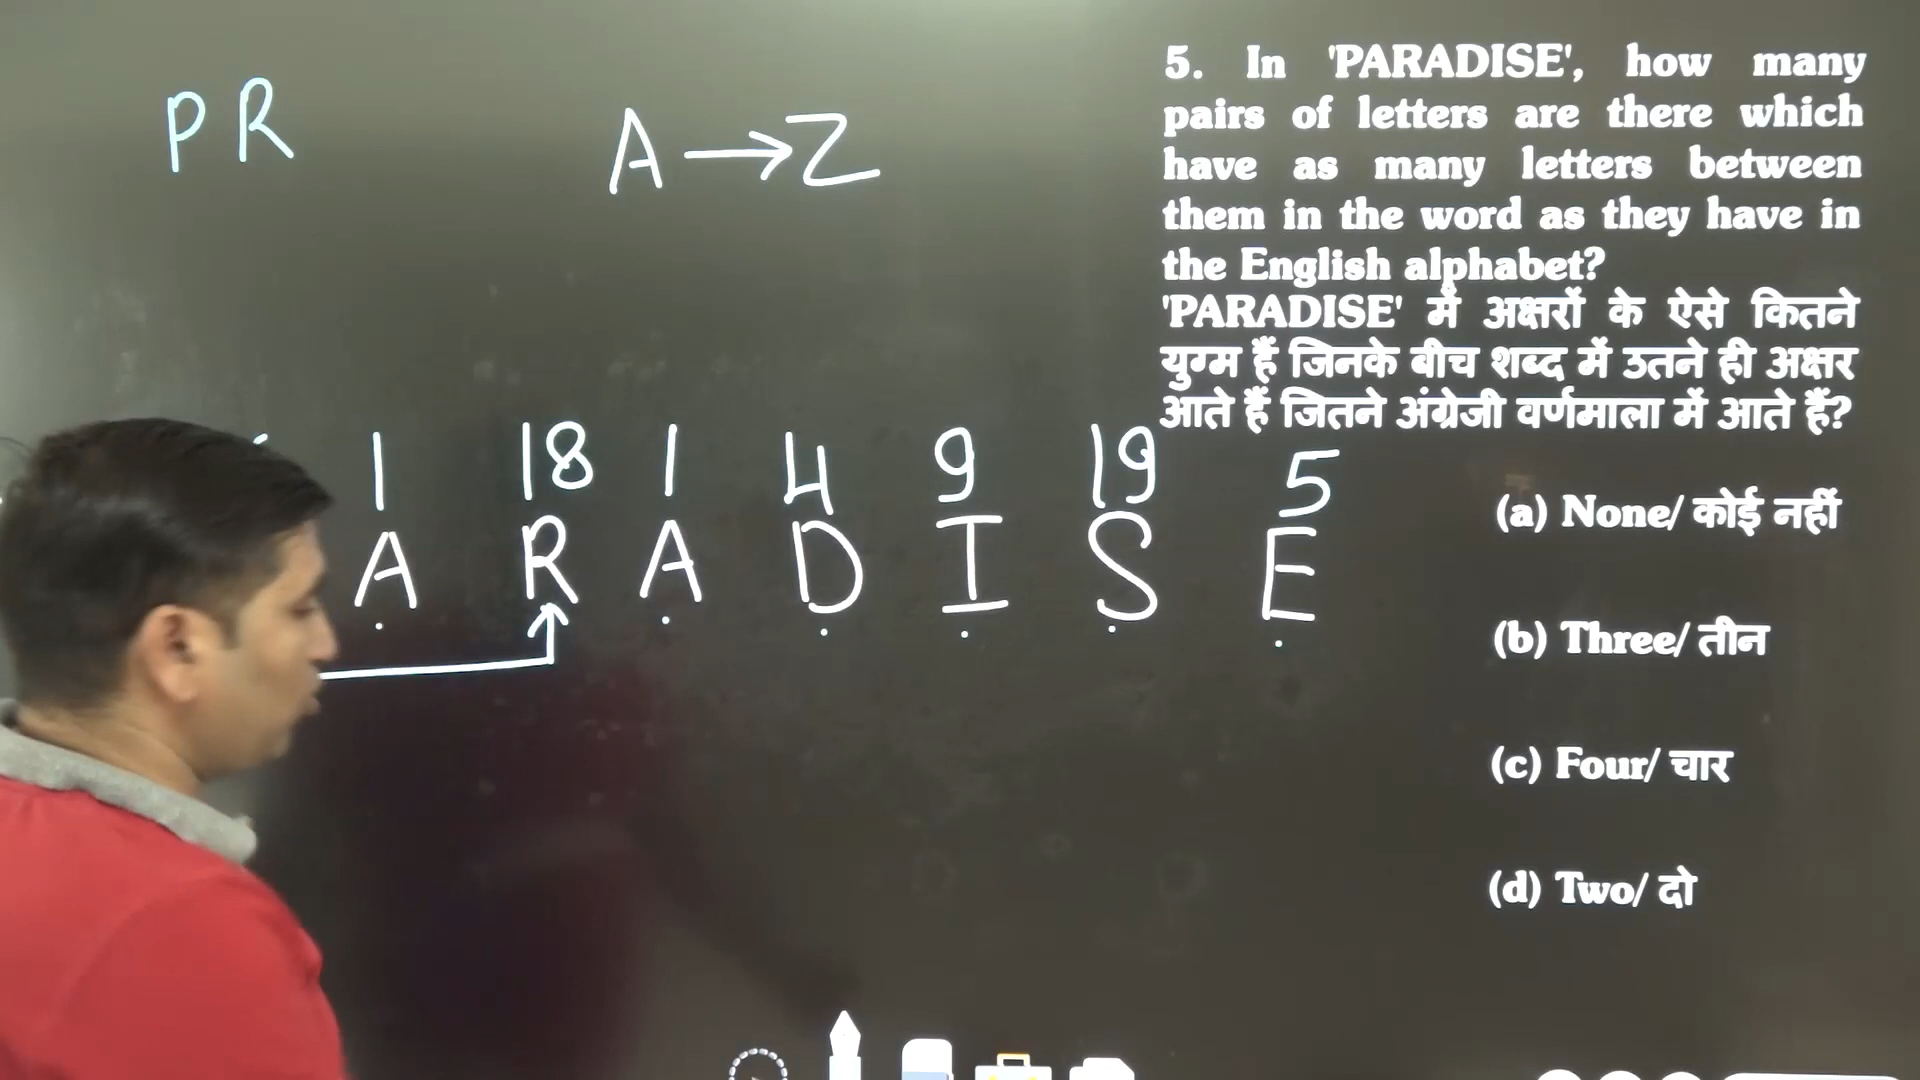 P R
A → Z
5. In 'PARADISE', how many
pairs of letters are there which
have as many letters between
them in the word as they have in
the English alphabet?
'PARADISE' में अक्षरों के ऐसे कितने
युग्म हैं जिनके बीच शब्द में उतने ही अक्षर
आते हैं जितने अंग्रेजी वर्णमाला में आते हैं?
1 18 1 4 9 19 5
A R A D I S E
(a) None/ कोई नहीं
(b) Three/ तीन
(c) Four/ चार
(d) Two/ दो